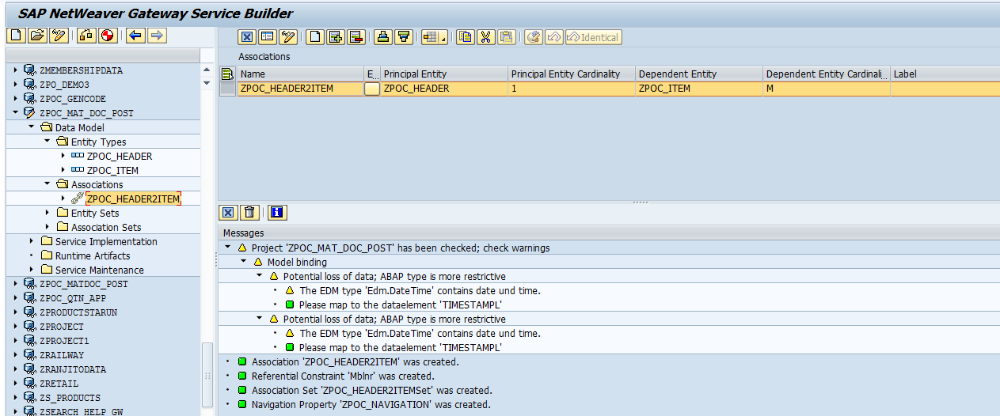 SAP NetWeaver Gateway Service Builder
Identical
ZMEMBERSHIPDATA
ZPO_DEMO3
ZPOC_GENCODE
ZPOC_MAT_DOC_POST
Data Model
Entity Types
ZPOC_HEADER
ZPOC_ITEM
Associations
ZPOC_HEADER2ITEM
Entity Sets
Association Sets
Service Implementation
Runtime Artifacts
Service Maintenance
ZPOC_MATDOC_POST
ZPOC_QTN_APP
ZPRODUCTSTARUN
ZPROJECT
ZPROJECT1
ZRAILWAY
ZRANJITODATA
ZRETAIL
ZS_PRODUCTS
ZSEARCH_HELP_GW
Associations
Name E... Principal Entity Principal Entity Cardinality Dependent Entity Dependent Entity Cardinali... Label
ZPOC_HEADER2ITEM ZPOC_HEADER 1 ZPOC_ITEM M
Messages
Project 'ZPOC_MAT_DOC_POST' has been checked; check warnings
Model binding
Potential loss of data; ABAP type is more restrictive
The EDM type 'Edm.DateTime' contains date und time.
Please map to the dataelement 'TIMESTAMPL'
Potential loss of data; ABAP type is more restrictive
The EDM type 'Edm.DateTime' contains date und time.
Please map to the dataelement 'TIMESTAMPL'
Association 'ZPOC_HEADER2ITEM' was created.
Referential Constraint 'Mblnr' was created.
Association Set 'ZPOC_HEADER2ITEMSet' was created.
Navigation Property 'ZPOC_NAVIGATION' was created.